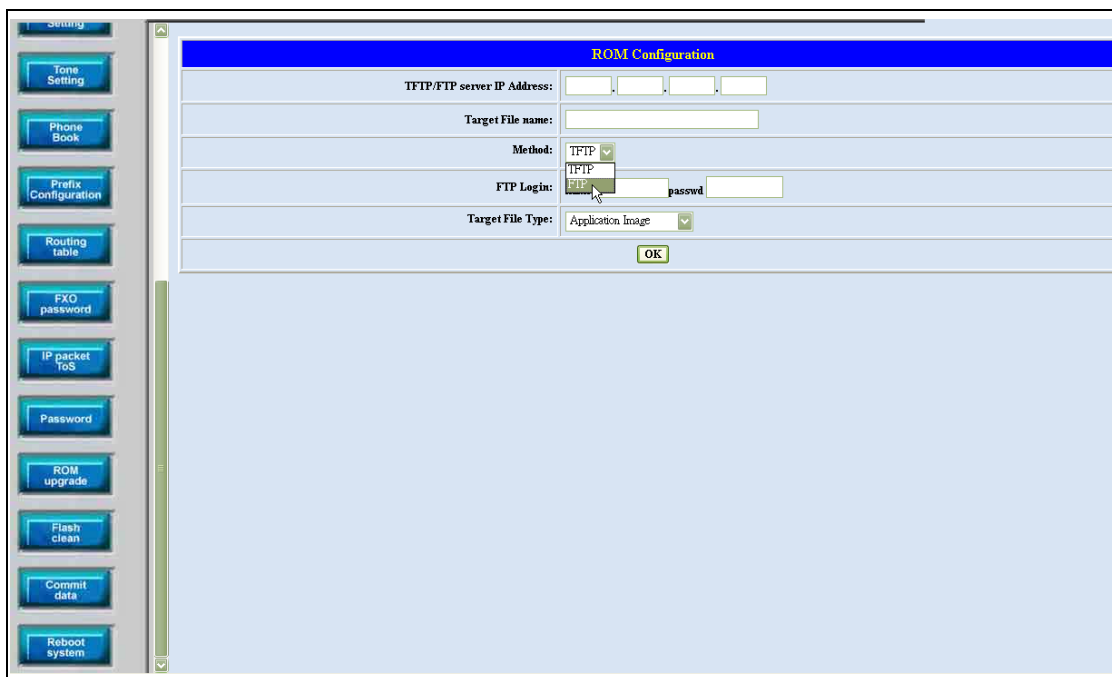 Setting
Tone
Setting
Phone
Book
Prefix
Configuration
Routing
table
FXO
password
IP packet
ToS
Password
ROM
upgrade
Flash
clean
Commit
data
Reboot
system
ROM Configuration
TFTP/FTP server IP Address: . . .
Target File name:
Method: TFTP
TFTP
FTP
FTP Login: passwd
Target File Type: Application Image
OK